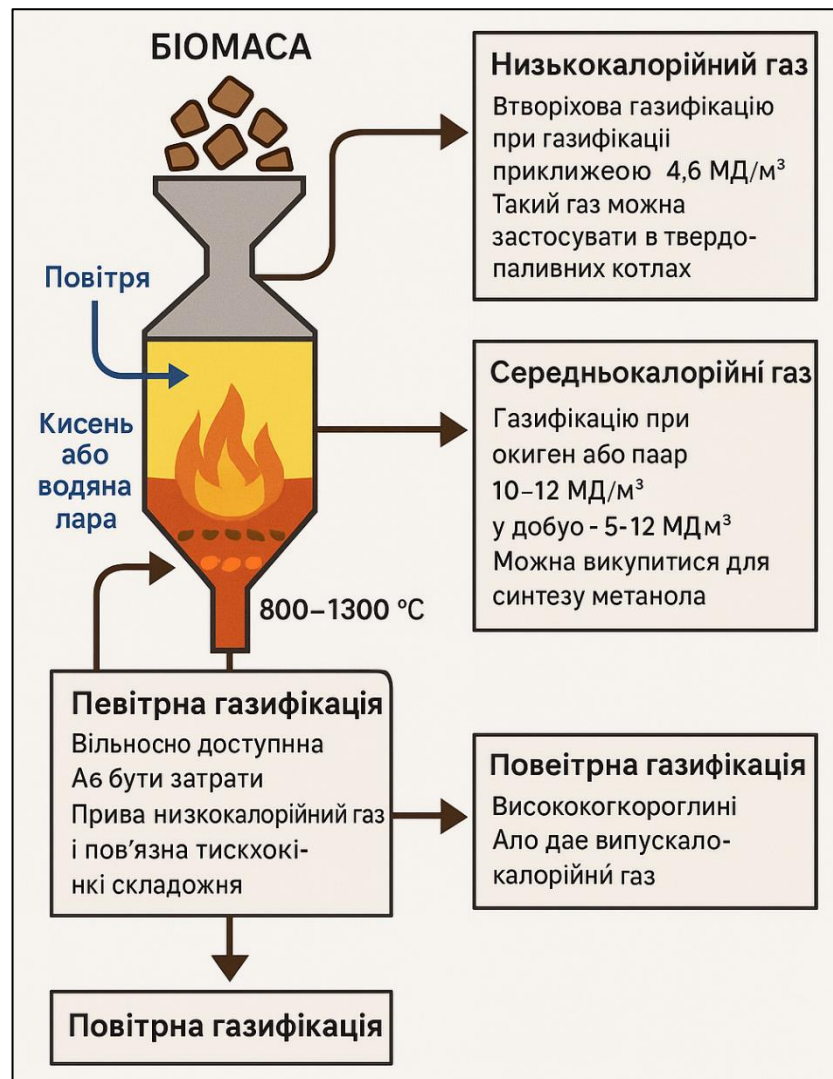 БІОМАСА
Повітря
Кисень
або
водяна
лара
800–1300 °C
Низькокалорійний газ
Втворіхова газифікацію
при газифікаіі
приклижеою 4,6 МД/м³
Такий газ можна
застосувати в твердо-
паливних котлах
Середньокалорійні газ
Газифікацію при
окиген або паар
10–12 МД/м³
у добуо - 5-12 МДм³
Можна викупитися для
синтезу метанола
Певітрна газифікація
Вільносно доступнна
Аб бути затрати
Прива низкокалорійний газ
і пов'язна тискхокі-
нкі складожня
Повеітрна газифікація
Висококогкороглині
Ало дае випускало-
калорійни́ газ
Повітрна газифікація